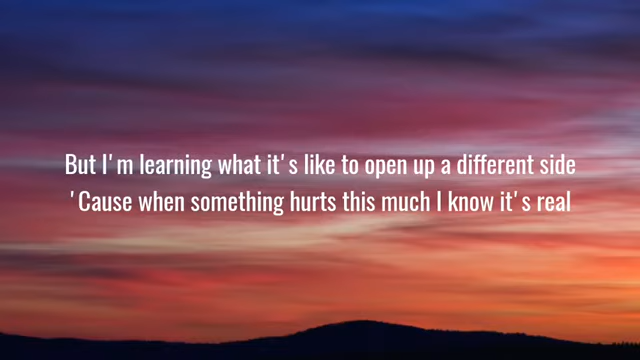 But I'm learning what it's like to open up a different side
'Cause when something hurts this much I know it's real